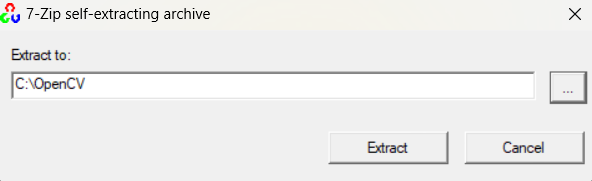 7-Zip self-extracting archive
Extract to:
C:\OpenCV
...
Extract
Cancel